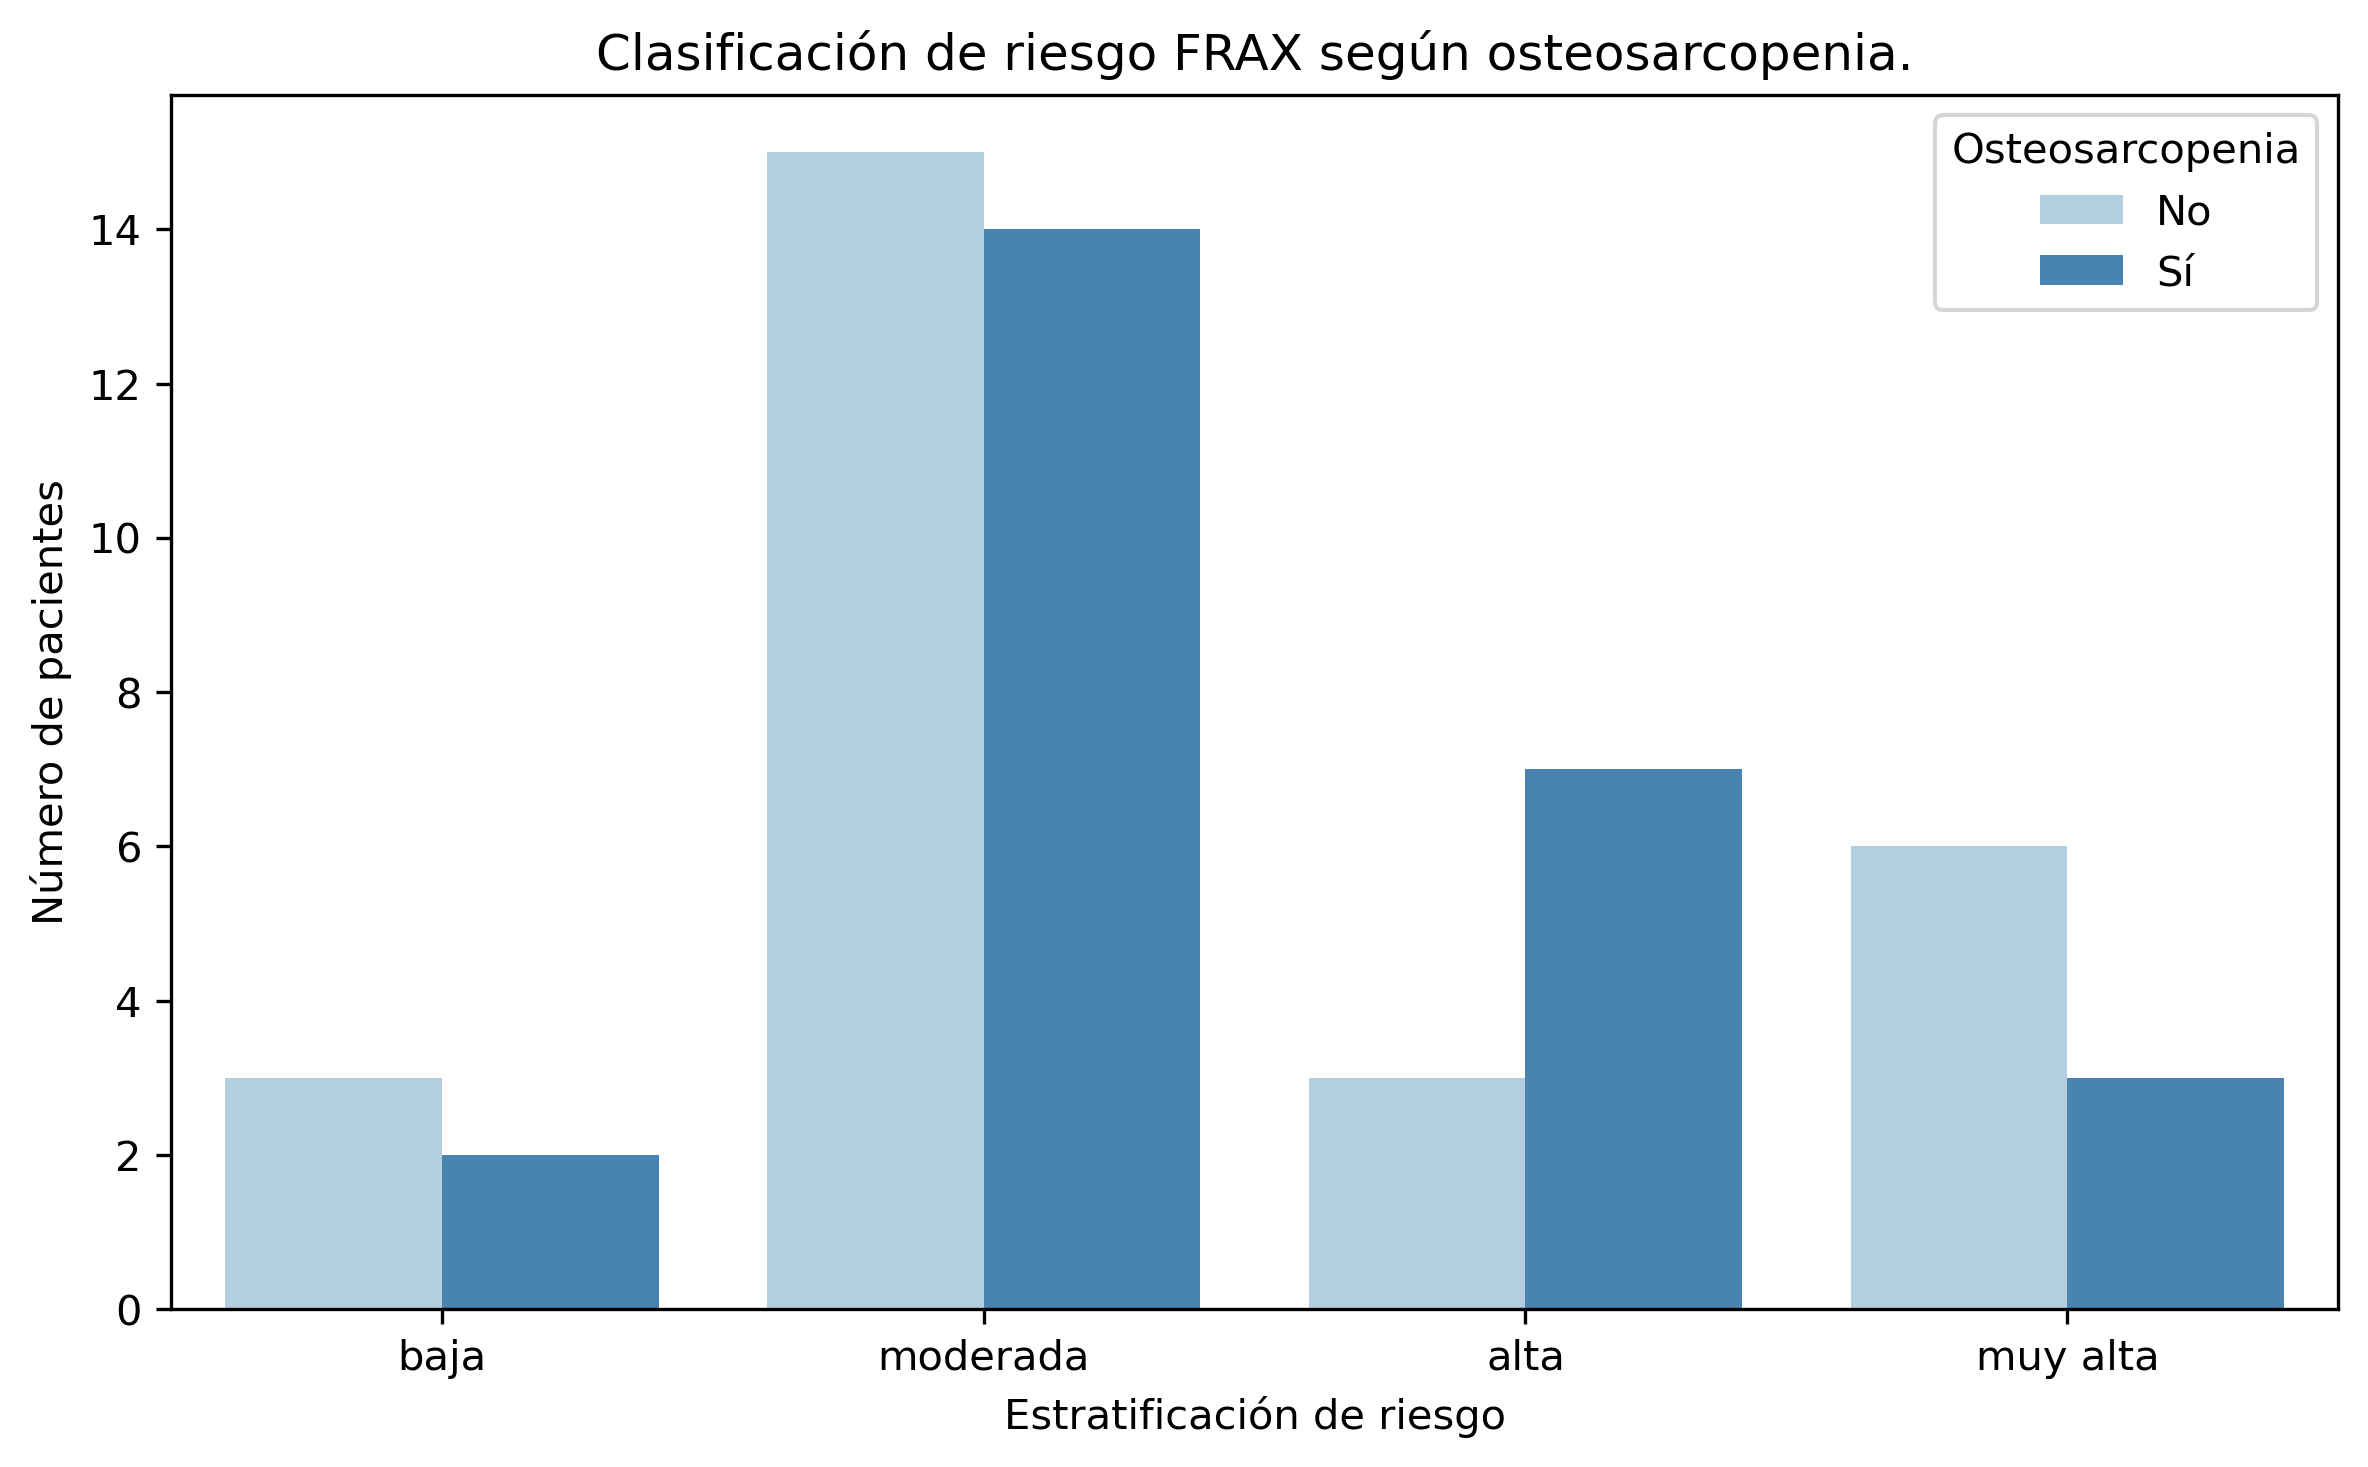 Clasificación de riesgo FRAX según osteosarcopenia.
Osteosarcopenia
No
Sí
Número de pacientes
14
12
10
8
6
4
2
0
baja
moderada
alta
muy alta
Estratificación de riesgo